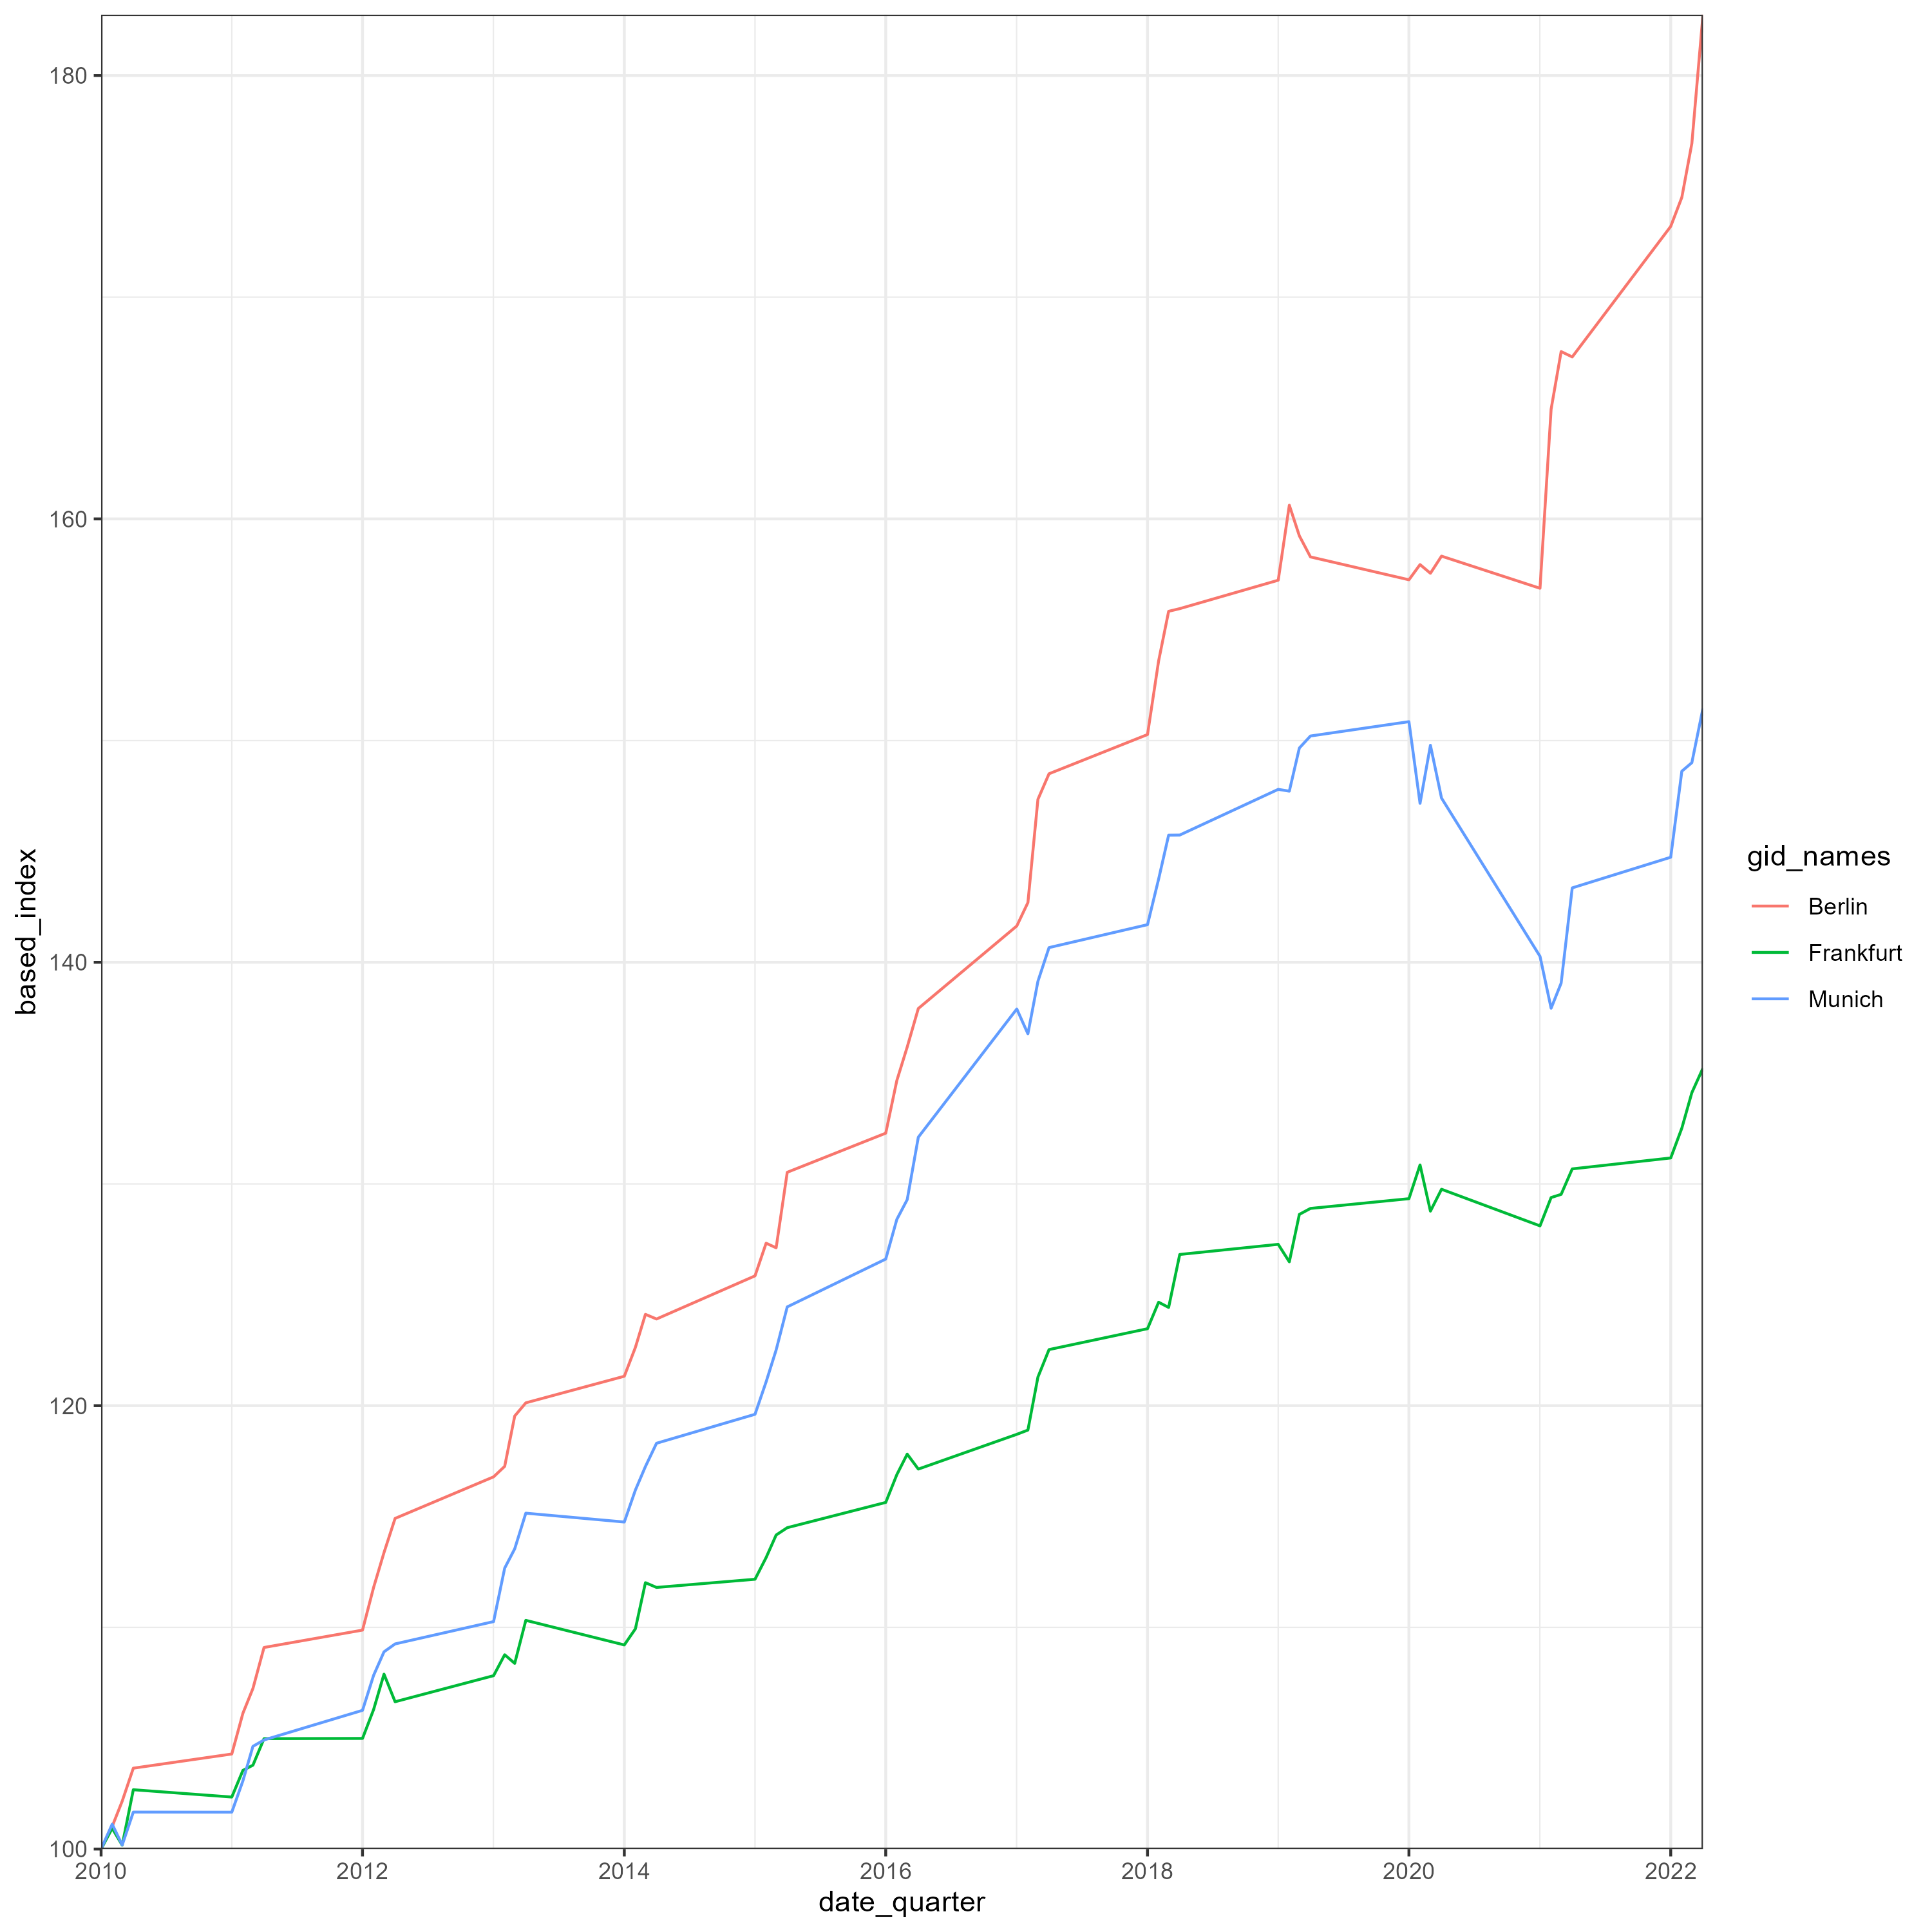 180
160
140
120
100
based_index
2010 2012 2014 2016 2018 2020 2022
date_quarter
gid_names
Berlin
Frankfurt
Munich